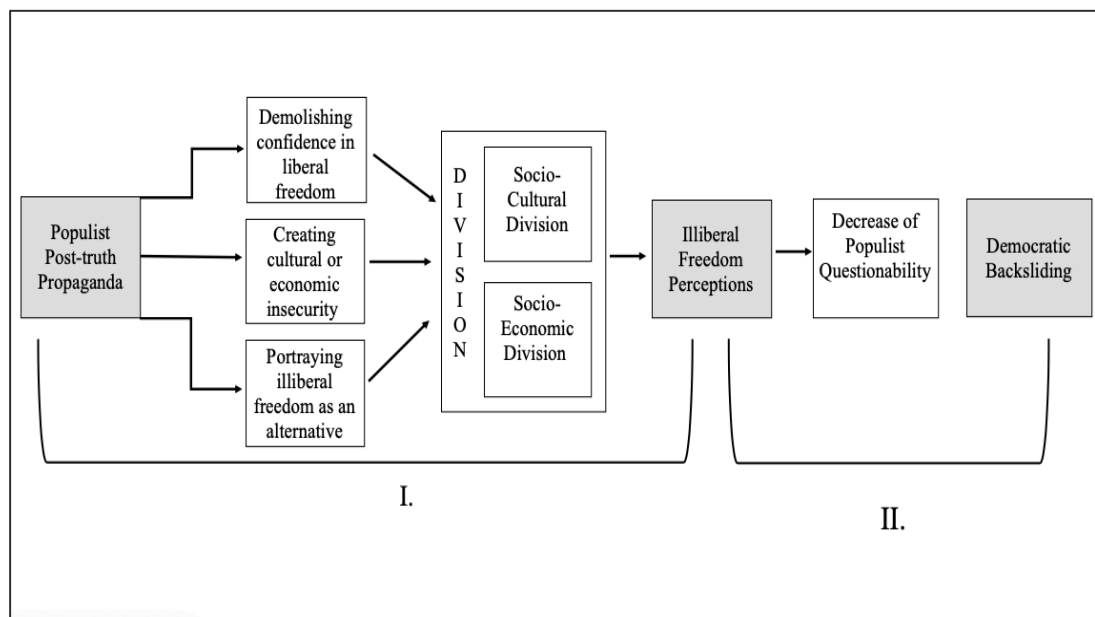 Populist
Post-truth
Propaganda
Demolishing
confidence in
liberal
freedom
Creating
cultural or
economic
insecurity
Portraying
illiberal
freedom as an
alternative
D
I
V
I
S
I
O
N
Socio-
Cultural
Division
Socio-
Economic
Division
Illiberal
Freedom
Perceptions
Decrease of
Populist
Questionability
Democratic
Backsliding
I.
II.